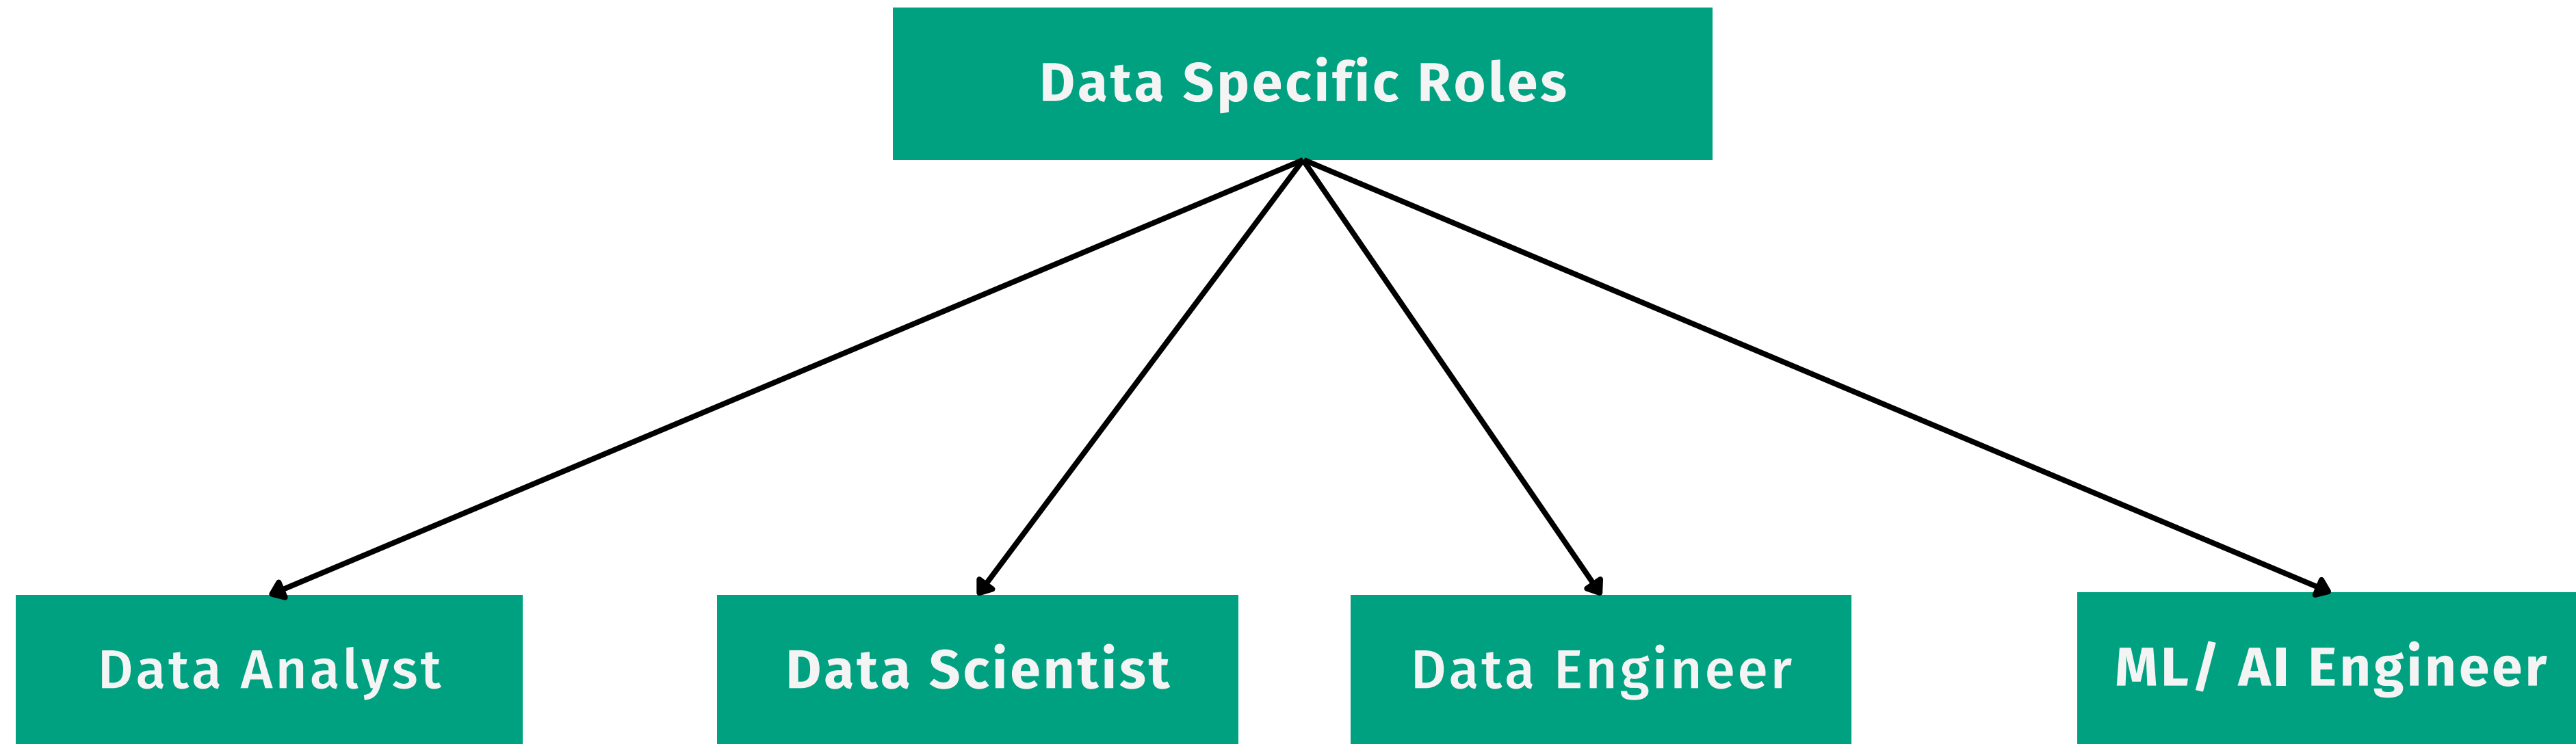 Data Specific Roles
Data Analyst
Data Scientist
Data Engineer
ML/ AI Engineer